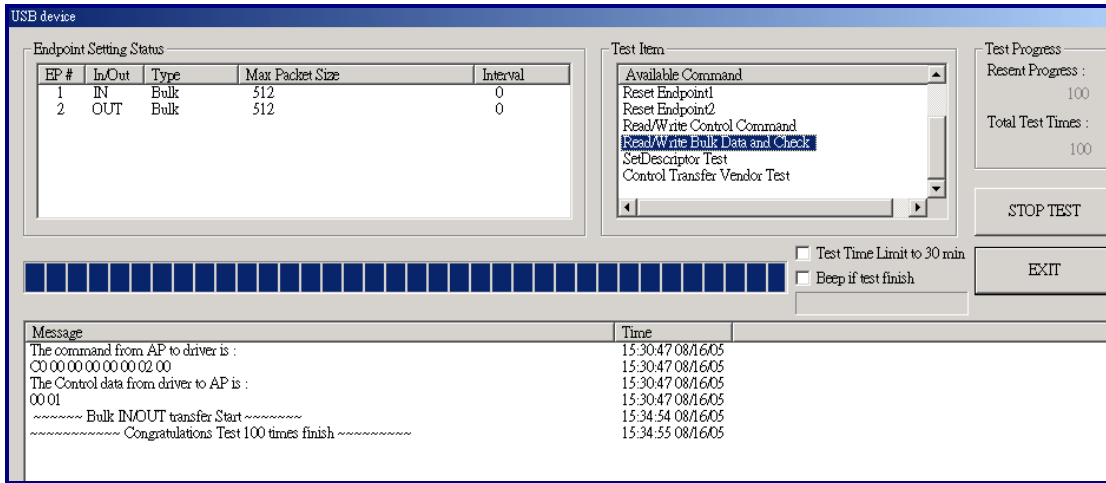 USB device
Endpoint Setting Status
EP # In/Out Type Max Packet Size Interval
1 IN Bulk 512 0
2 OUT Bulk 512 0
Test Item
Available Command
Reset Endpoint1
Reset Endpoint2
Read/Write Control Command
Read/Write Bulk Data and Check
SetDescriptor Test
Control Transfer Vendor Test
Test Progress
Resent Progress :
100
Total Test Times :
100
STOP TEST
Test Time Limit to 30 min
Beep if test finish
EXIT
Message Time
The command from AP to driver is : 15:30:47 08/16/05
C0 00 00 00 00 00 02 00 15:30:47 08/16/05
The Control data from driver to AP is : 15:30:47 08/16/05
00 01 15:30:47 08/16/05
~~~~~~ Bulk IN/OUT transfer Start ~~~~~~~ 15:34:54 08/16/05
~~~~~~~~~~~ Congratulations Test 100 times finish ~~~~~~~~~ 15:34:55 08/16/05